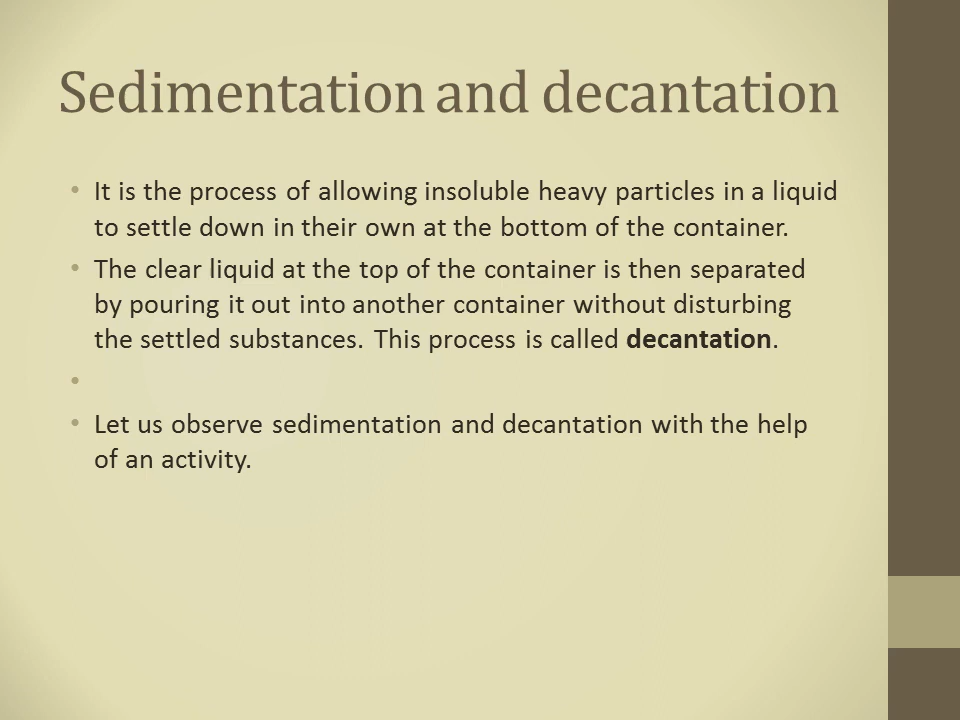 Sedimentation and decantation
• It is the process of allowing insoluble heavy particles in a liquid
to settle down in their own at the bottom of the container.
• The clear liquid at the top of the container is then separated
by pouring it out into another container without disturbing
the settled substances. This process is called decantation.
•
• Let us observe sedimentation and decantation with the help
of an activity.